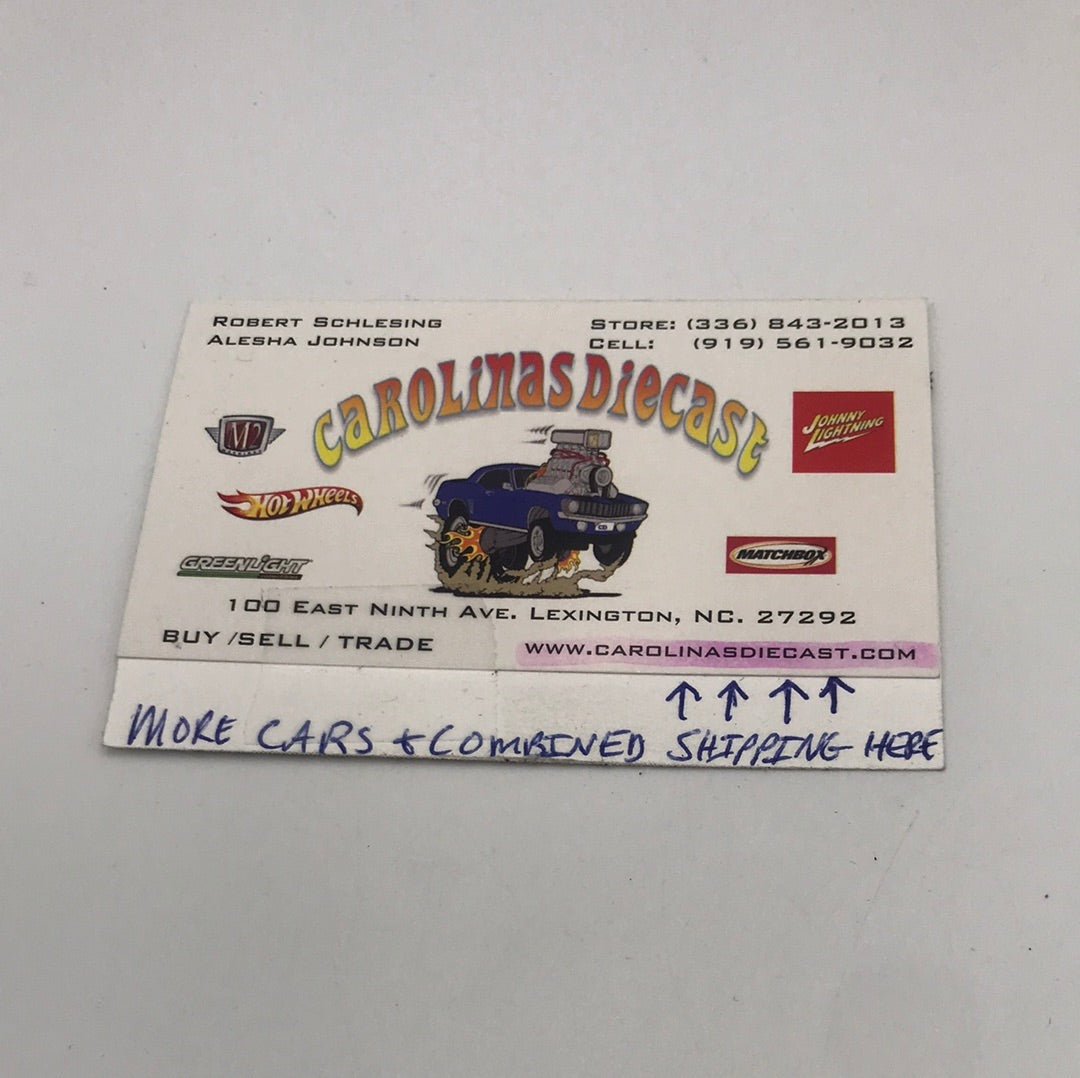 ROBERT SCHLESING
ALESHA JOHNSON
STORE: (336) 843-2013
CELL: (919) 561-9032
CAROLINAS DIECAST
M2
JOHNNY LIGHTNING
HOT WHEELS
GREENLIGHT
MATCHBOX
100 EAST NINTH AVE. LEXINGTON, NC. 27292
BUY /SELL / TRADE
WWW.CAROLINASDIECAST.COM
↑ ↑ ↑ ↑
MORE CARS + COMBINED SHIPPING HERE